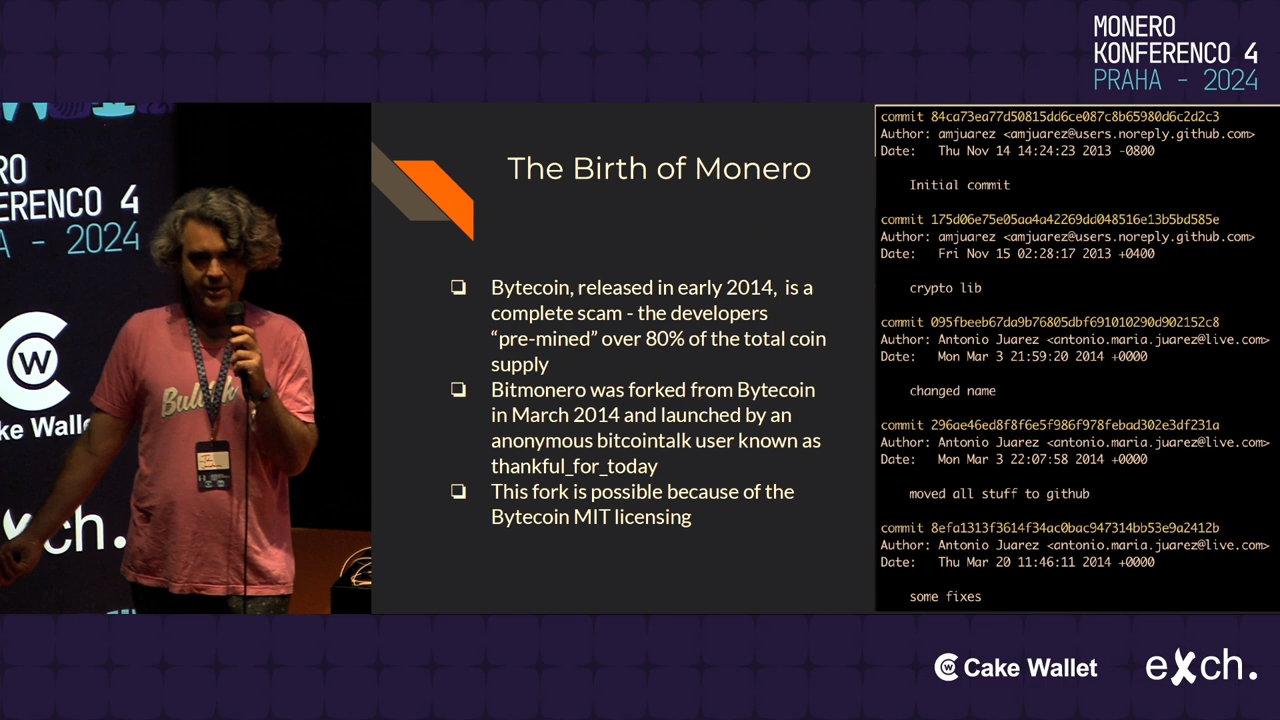 MONERO
KONFERENCO 4
PRAHA - 2024
RO
ERENCO 4
A - 2024
ke Walle
ch.
The Birth of Monero
❏ Bytecoin, released in early 2014, is a
complete scam - the developers
“pre-mined” over 80% of the total coin
supply
❏ Bitmonero was forked from Bytecoin
in March 2014 and launched by an
anonymous bitcointalk user known as
thankful_for_today
❏ This fork is possible because of the
Bytecoin MIT licensing
commit 84ca73ea77d50815dd6ce087c8b65980d6c2d2c3
Author: amjuarez <amjuarez@users.noreply.github.com>
Date: Thu Nov 14 14:24:23 2013 -0800
Initial commit
commit 175d06e75e05aa4a42269dd048516e13b5bd585e
Author: amjuarez <amjuarez@users.noreply.github.com>
Date: Fri Nov 15 02:28:17 2013 +0400
crypto lib
commit 095fbeeb67da9b76805dbf691010290d902152c8
Author: Antonio Juarez <antonio.maria.juarez@live.com>
Date: Mon Mar 3 21:59:20 2014 +0000
changed name
commit 296ae46ed8f8f6e5f986f978febad302e3df231a
Author: Antonio Juarez <antonio.maria.juarez@live.com>
Date: Mon Mar 3 22:07:58 2014 +0000
moved all stuff to github
commit 8efa1313f3614f34ac0bac947314bb53e9a2412b
Author: Antonio Juarez <antonio.maria.juarez@live.com>
Date: Thu Mar 20 11:46:11 2014 +0000
some fixes
Cake Wallet
exch.